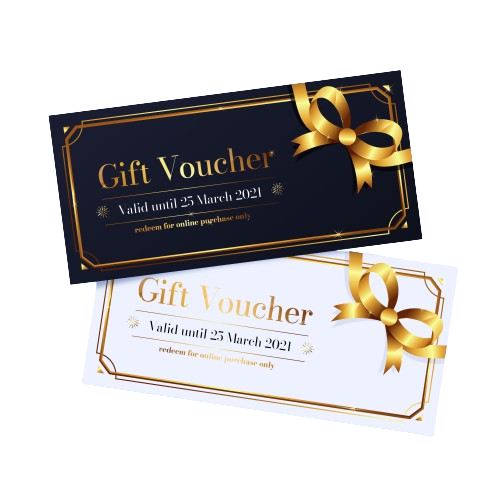 Gift Voucher
Valid until 25 March 2021
redeem for online purchase only
Gift Voucher
Valid until 25 March 2021
redeem for online purchase only